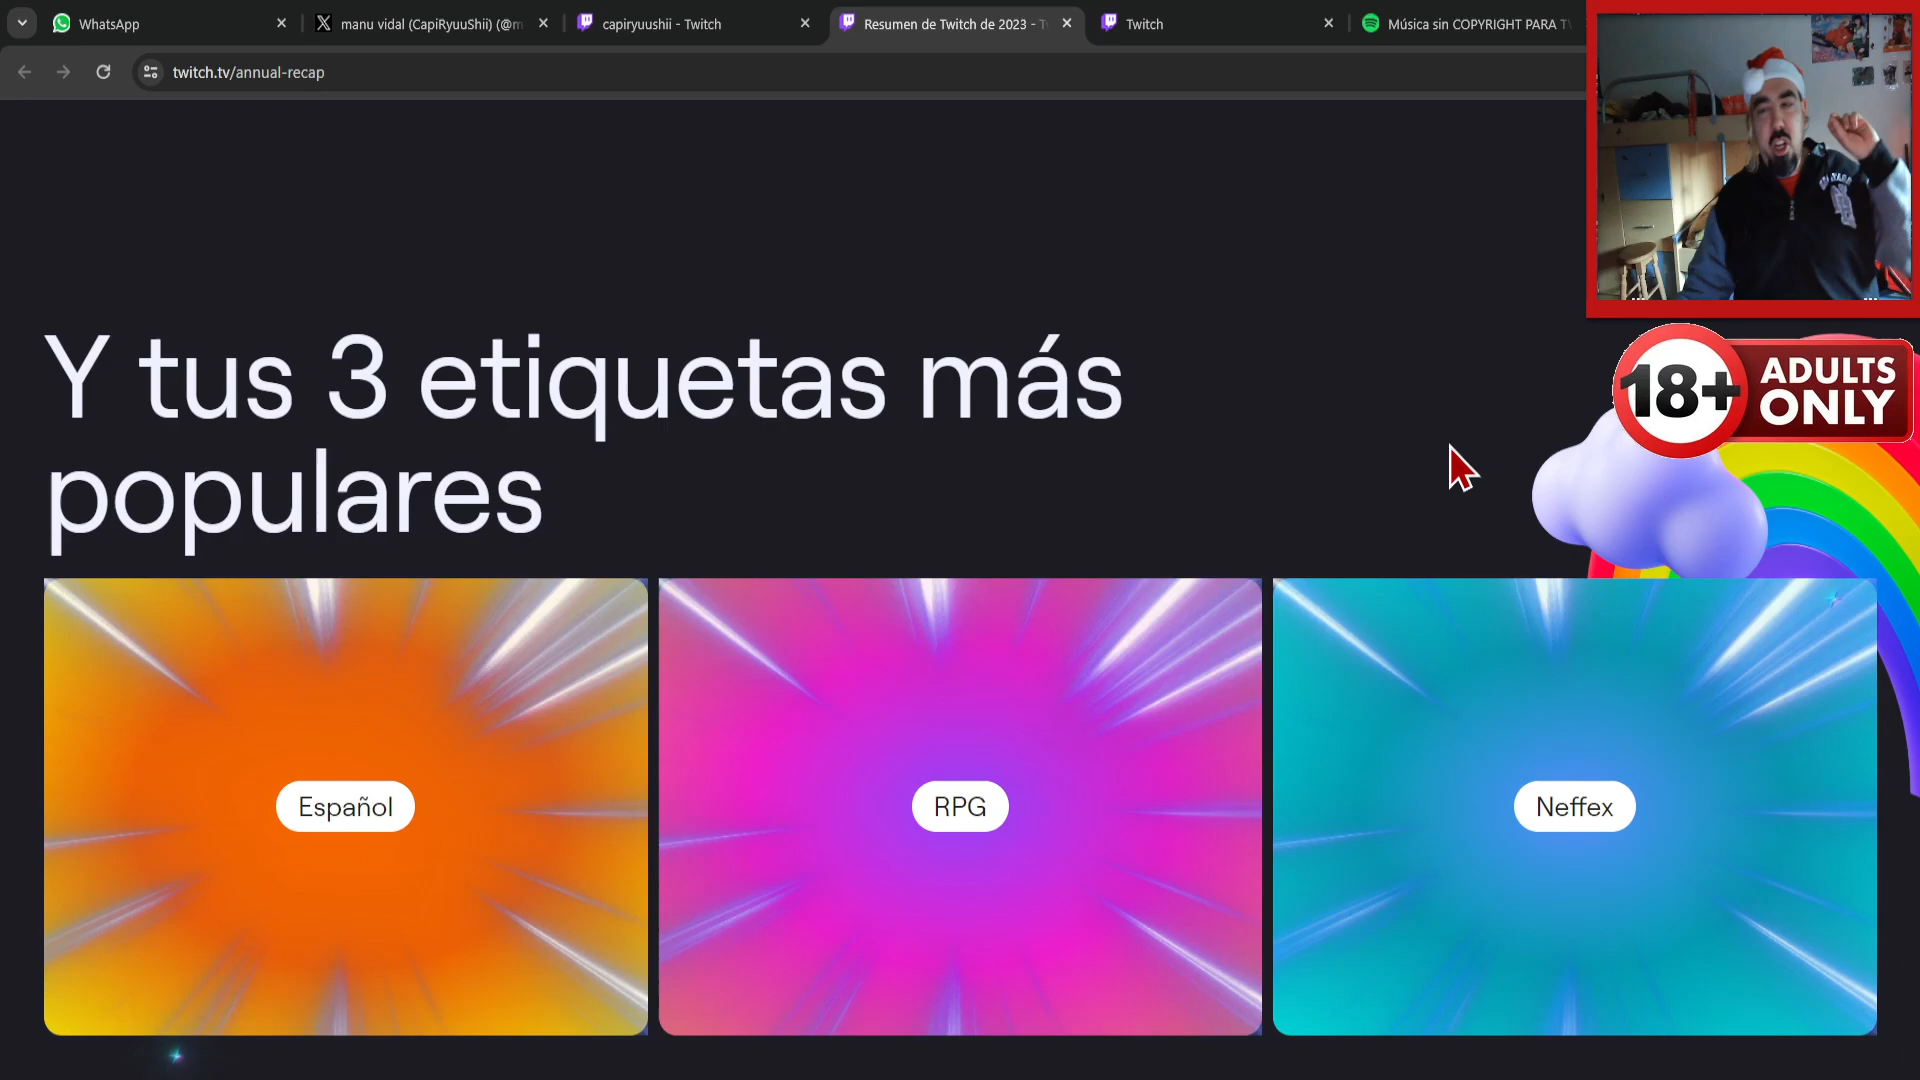 WhatsApp
manu vidal (CapiRyuuShii) (@m
capiryuushii - Twitch
Resumen de Twitch de 2023 - T
Twitch
Música sin COPYRIGHT PARA TV
twitch.tv/annual-recap
18+ ADULTS ONLY
Y tus 3 etiquetas más
populares
Español
RPG
Neffex